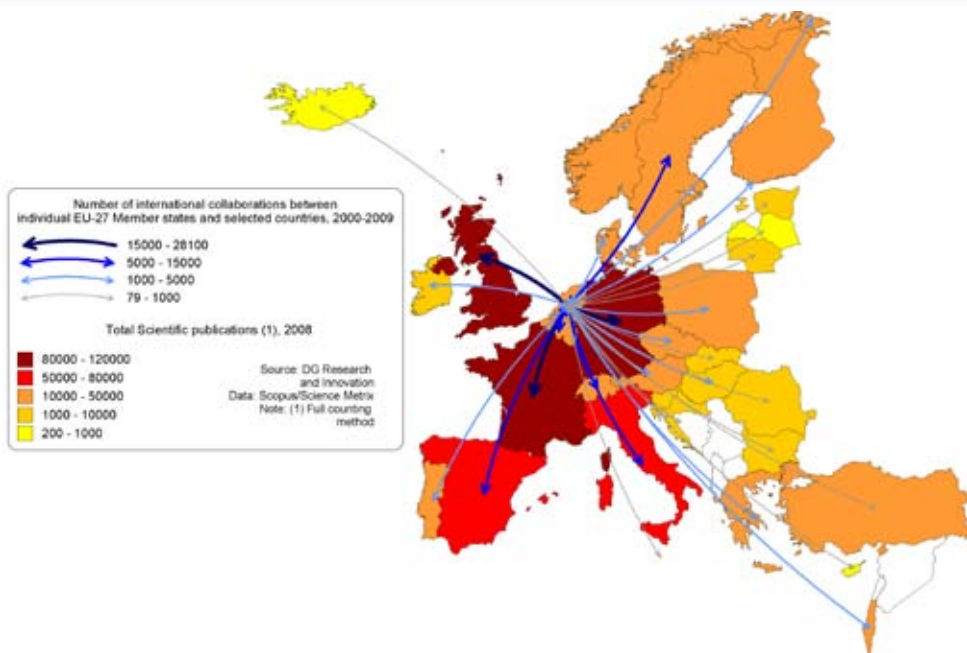 Number of international collaborations between
individual EU-27 Member states and selected countries, 2000-2009
15000 - 28100
5000 - 15000
1000 - 5000
79 - 1000
Total Scientific publications (1), 2008
80000 - 120000
50000 - 80000
10000 - 50000
1000 - 10000
200 - 1000
Source: DG Research
and Innovation
Data: Scopus/Science Metrix
Note: (1) Full counting
method